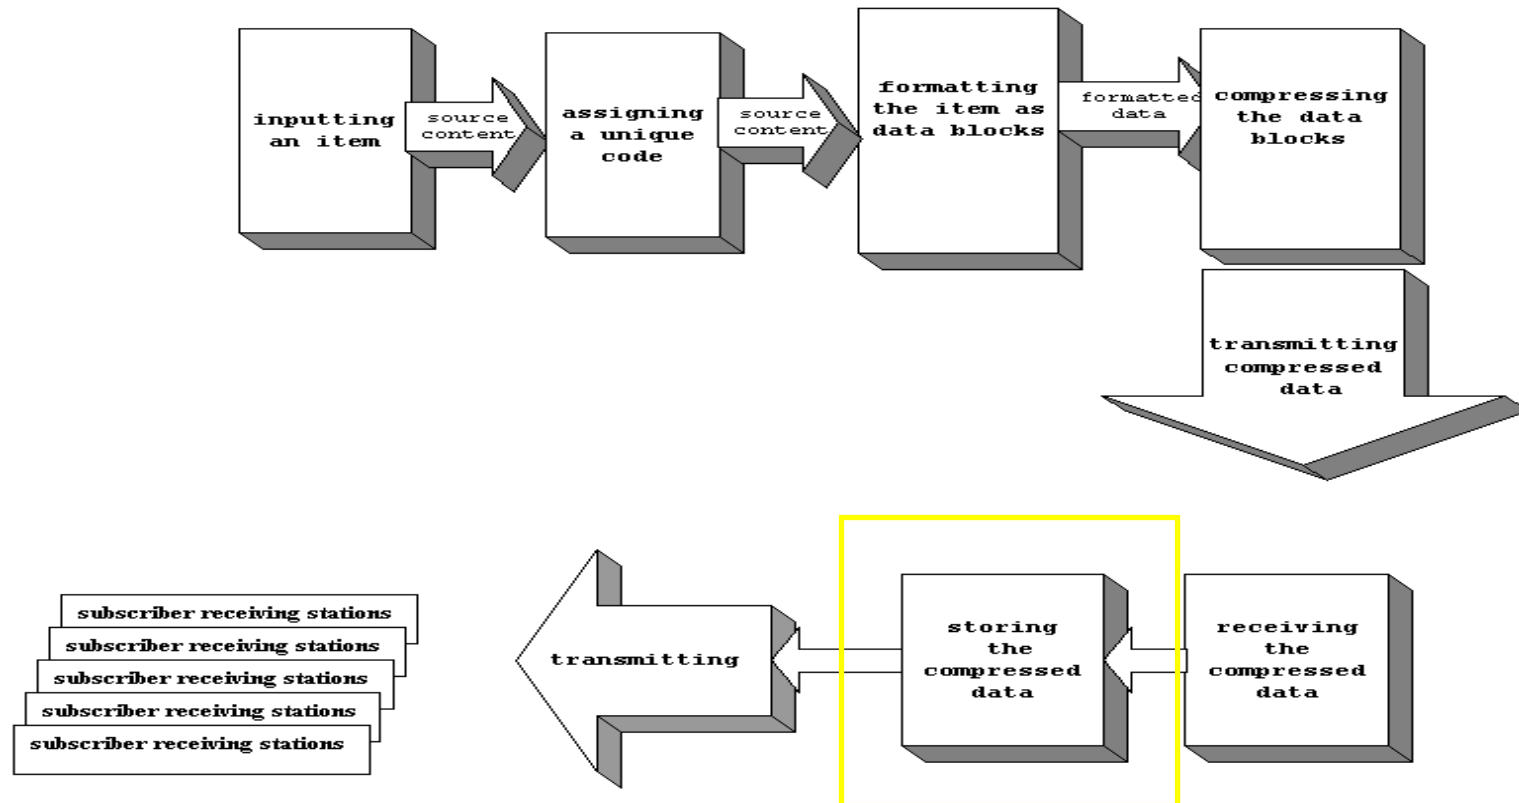 inputting
an item
source
content
assigning
a unique
code
source
content
formatting
the item as
data blocks
formatted
data
compressing
the data
blocks
transmitting
compressed
data
receiving
the
compressed
data
storing
the
compressed
data
transmitting
subscriber receiving stations
subscriber receiving stations
subscriber receiving stations
subscriber receiving stations
subscriber receiving stations